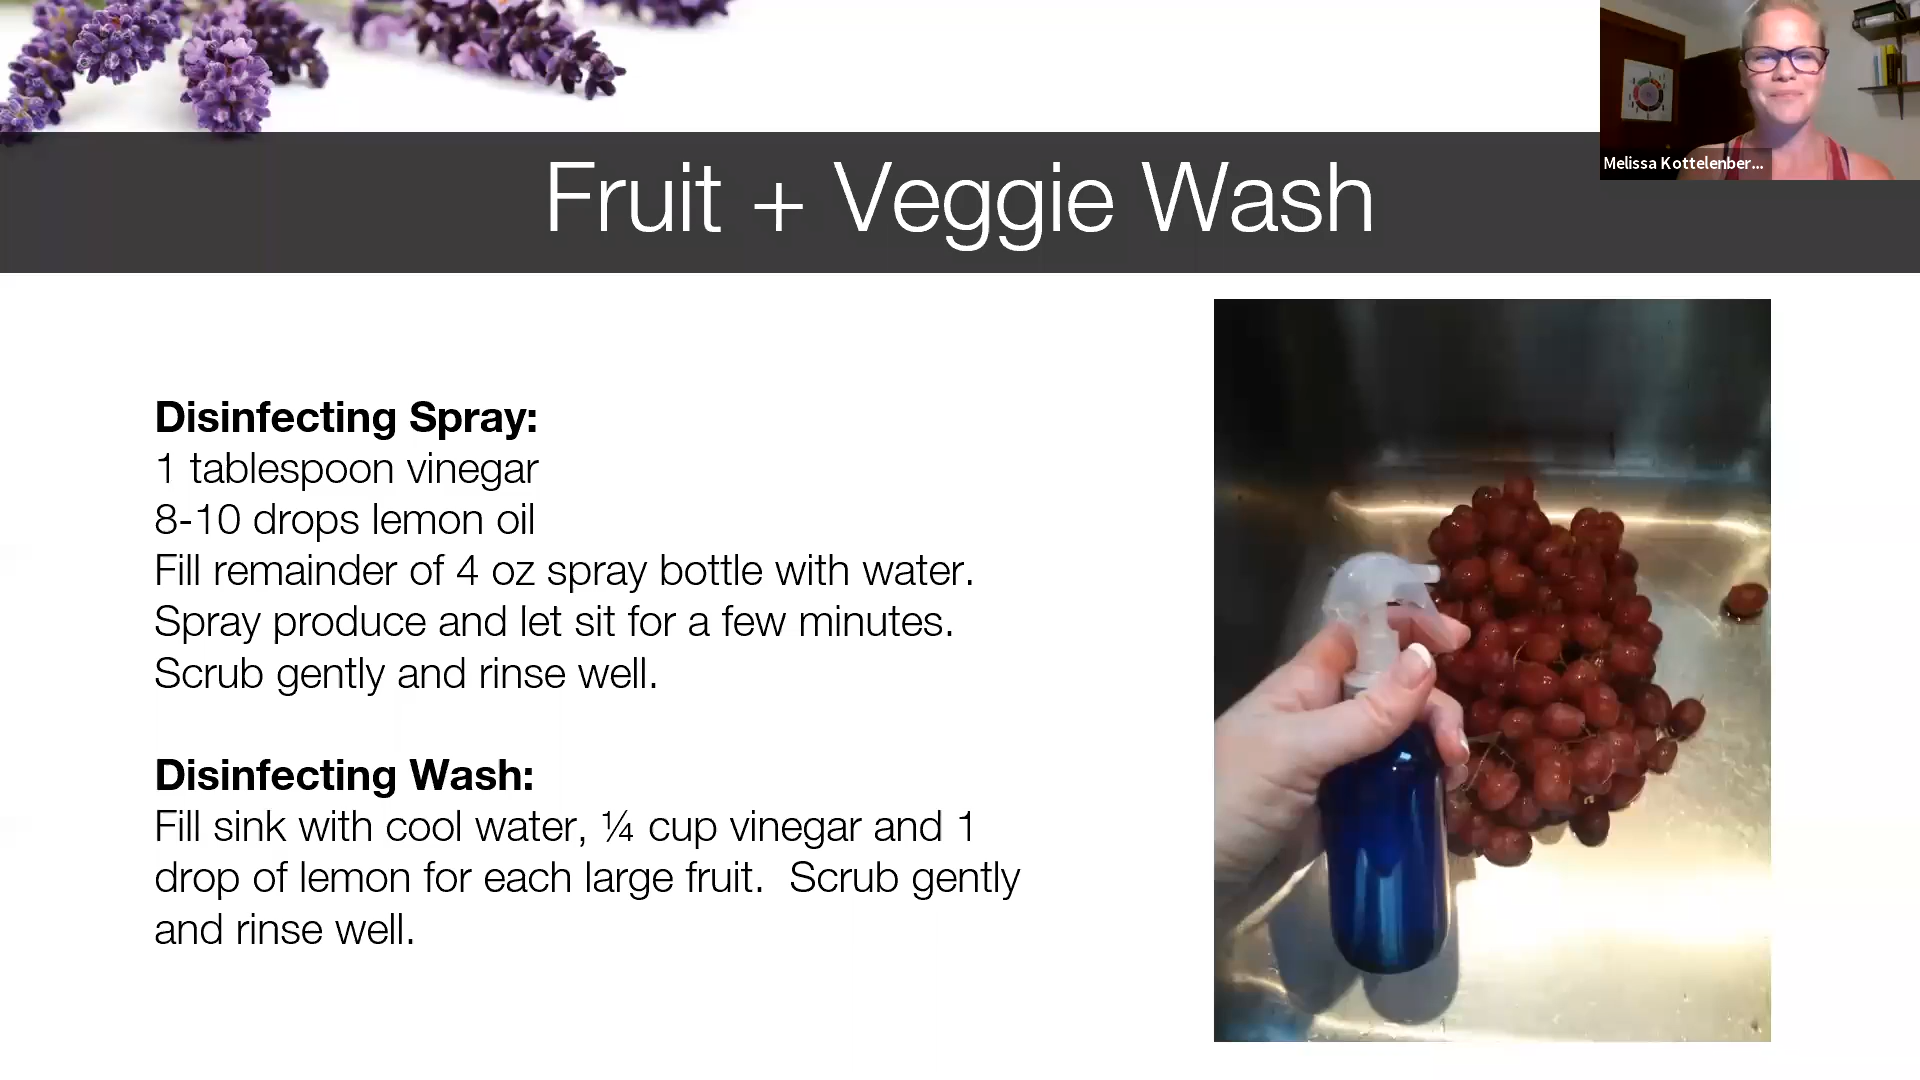 Fruit + Veggie Wash
Melissa Kottelenber...
Disinfecting Spray:
1 tablespoon vinegar
8-10 drops lemon oil
Fill remainder of 4 oz spray bottle with water.
Spray produce and let sit for a few minutes.
Scrub gently and rinse well.
Disinfecting Wash:
Fill sink with cool water, ¼ cup vinegar and 1
drop of lemon for each large fruit.  Scrub gently
and rinse well.